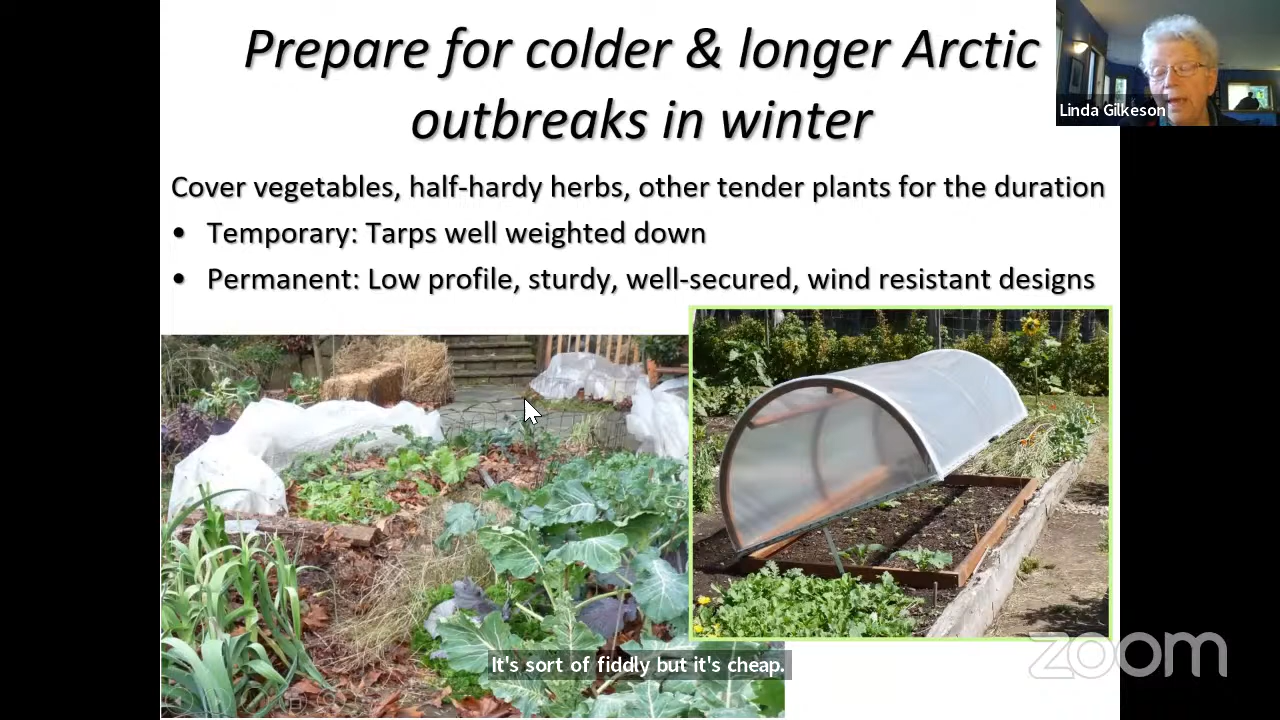 Prepare for colder & longer Arctic
outbreaks in winter
Linda Gilkeson
Cover vegetables, half-hardy herbs, other tender plants for the duration
• Temporary: Tarps well weighted down
• Permanent: Low profile, sturdy, well-secured, wind resistant designs
It's sort of fiddly but it's cheap.
zoom